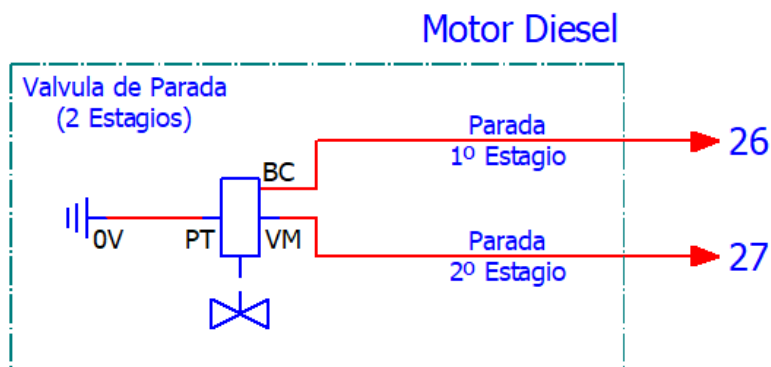 Motor Diesel
Valvula de Parada
(2 Estagios)
Parada
1º Estagio
26
BC
0V
PT
VM
Parada
2º Estagio
27